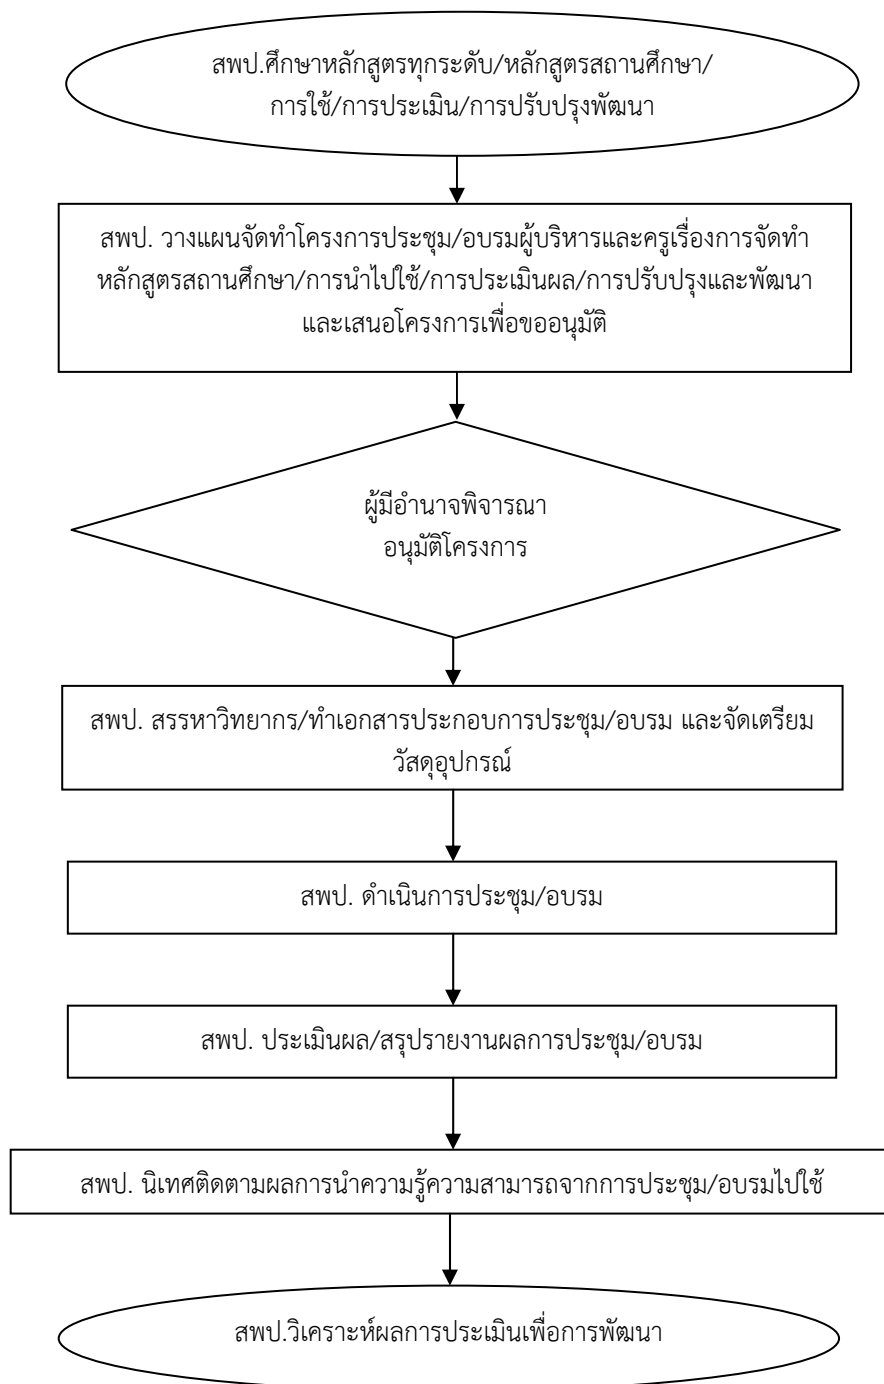 สพป.ศึกษาหลักสูตรทุกระดับ/หลักสูตรสถานศึกษา/
การใช้/การประเมิน/การปรับปรุงพัฒนา
สพป. วางแผนจัดทำโครงการประชุม/อบรมผู้บริหารและครูเรื่องการจัดทำ
หลักสูตรสถานศึกษา/การนำไปใช้/การประเมินผล/การปรับปรุงและพัฒนา
และเสนอโครงการเพื่อขออนุมัติ
ผู้มีอำนาจพิจารณา
อนุมัติโครงการ
สพป. สรรหาวิทยากร/ทำเอกสารประกอบการประชุม/อบรม และจัดเตรียม
วัสดุอุปกรณ์
สพป. ดำเนินการประชุม/อบรม
สพป. ประเมินผล/สรุปรายงานผลการประชุม/อบรม
สพป. นิเทศติดตามผลการนำความรู้ความสามารถจากการประชุม/อบรมไปใช้
สพป.วิเคราะห์ผลการประเมินเพื่อการพัฒนา